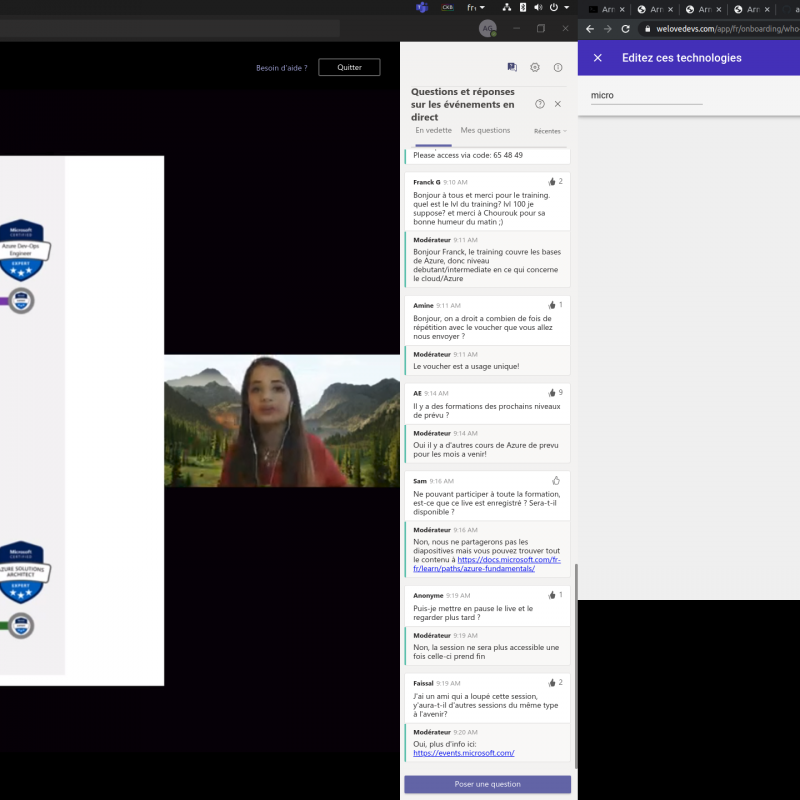 fr
AG
Besoin d'aide ?
Quitter
Microsoft
CERTIFIED
Azure Dev-Ops
Engineer
EXPERT
Microsoft
CERTIFIED
AZURE SOLUTIONS
ARCHITECT
EXPERT
Questions et réponses
sur les événements en
direct
En vedette
Mes questions
Récentes
Please access via code: 65 48 49
Franck G 9:10 AM
2
Bonjour à tous et merci pour le training.
quel est le lvl du training? lvl 100 je
suppose? et merci à Chourouk pour sa
bonne humeur du matin ;)
Modérateur 9:11 AM
Bonjour Franck, le training couvre les bases
de Azure, donc niveau
debutant/intermediate en ce qui concerne
le cloud/Azure
Amine 9:11 AM
1
Bonjour, on a droit a combien de fois de
répétition avec le voucher que vous allez
nous envoyer ?
Modérateur 9:11 AM
Le voucher est a usage unique!
AE 9:14 AM
9
Il y a des formations des prochains niveaux
de prévu ?
Modérateur 9:14 AM
Oui il y a d'autres cours de Azure de prevu
pour les mois a venir!
Sam 9:16 AM
Ne pouvant participer à toute la formation,
est-ce que ce live est enregistré ? Sera-t-il
disponible ?
Modérateur 9:16 AM
Non, nous ne partagerons pas les
diapositives mais vous pouvez trouver tout
le contenu à https://docs.microsoft.com/fr-
fr/learn/paths/azure-fundamentals/
Anonyme 9:19 AM
1
Puis-je mettre en pause le live et le
regarder plus tard ?
Modérateur 9:19 AM
Non, la session ne sera plus accessible une
fois celle-ci prend fin
Faissal 9:19 AM
2
J'ai un ami qui a loupé cette session,
y'aura-t-il d'autres sessions du même type
à l'avenir?
Modérateur 9:20 AM
Oui, plus d'info ici:
https://events.microsoft.com/
Poser une question
welovedevs.com/app/fr/onboarding/who-
Editez ces technologies
micro